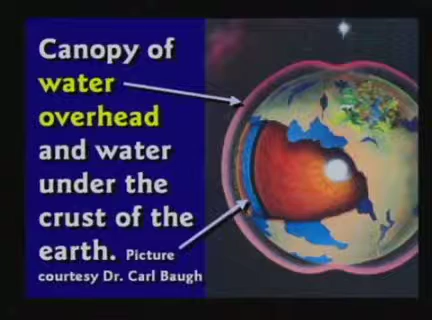 Canopy of
water
overhead
and water
under the
crust of the
earth. Picture
courtesy Dr. Carl Baugh